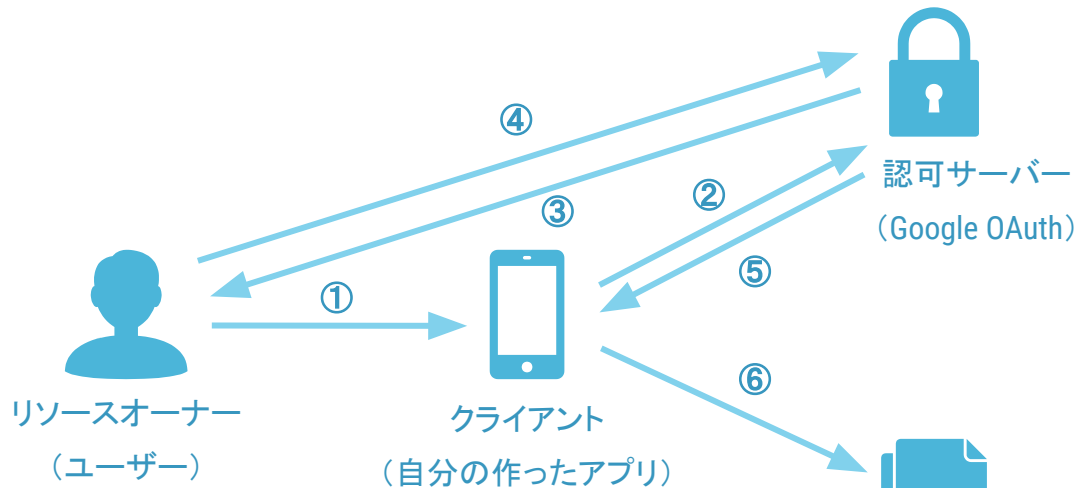 ④
②
認可サーバー
（Google OAuth）
③
⑤
①
⑥
リソースオーナー
（ユーザー）
クライアント
（自分の作ったアプリ）